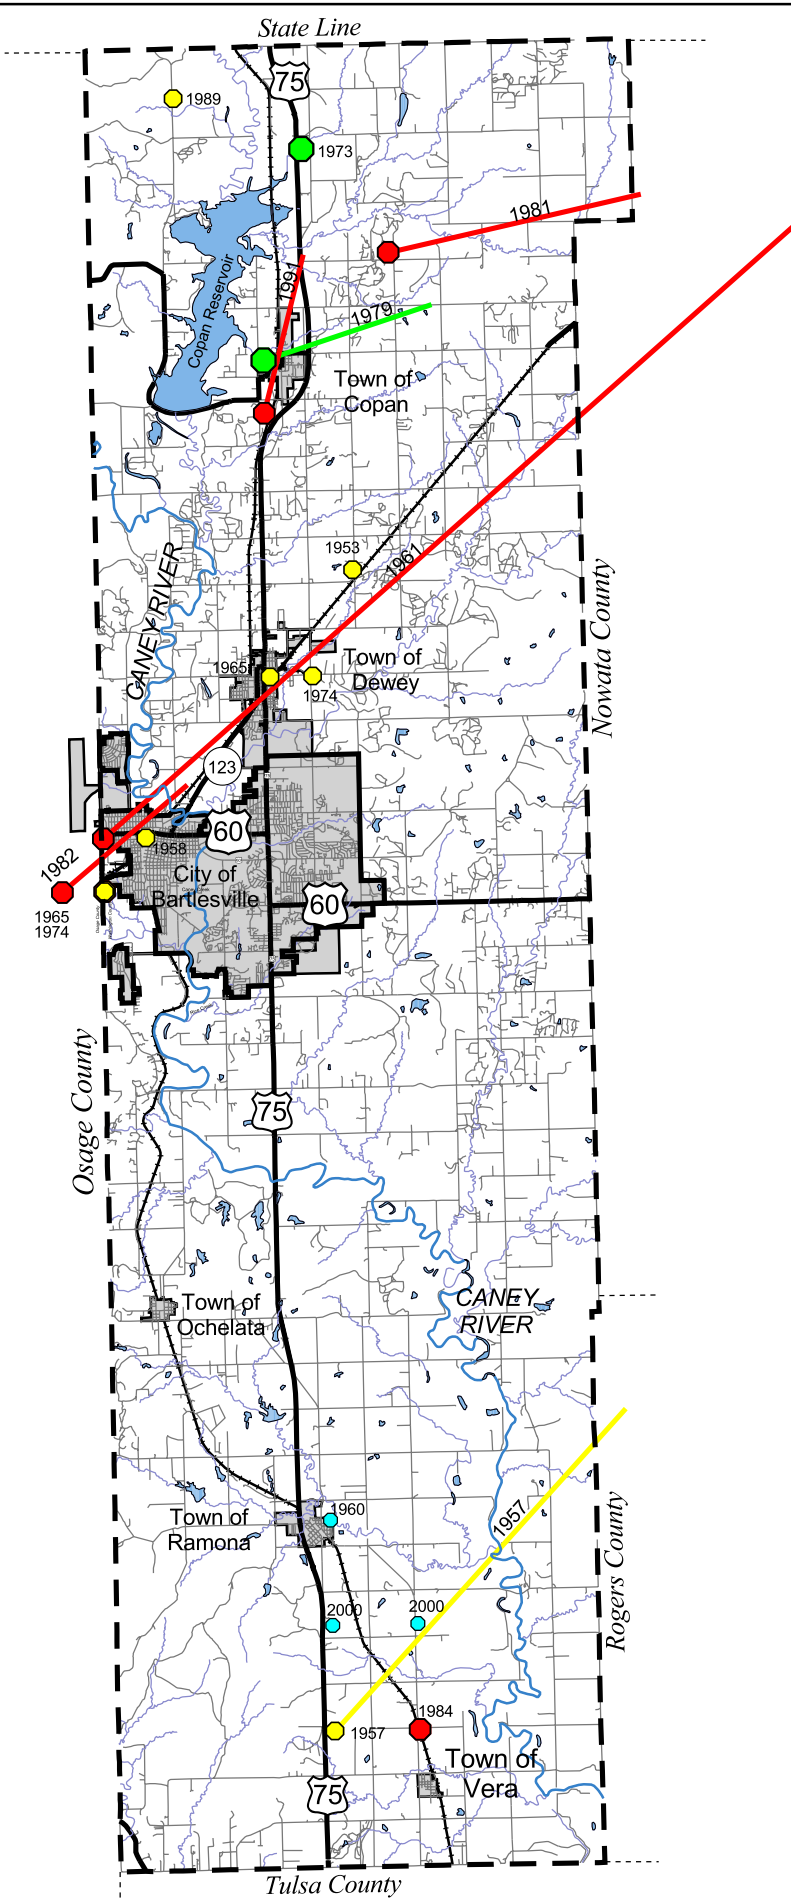 State Line
75
1989
1973
1981
1991
Copan Reservoir
1979
Town of
Copan
1953
1961
CANEY RIVER
Nowata County
1965
Town of
Dewey
1974
123
60
1958
1982
City of
Bartlesville
60
1965
1974
75
Osage County
CANEY
RIVER
Town of
Ochelata
1960
Town of
Ramona
1957
Rogers County
2000
2000
1984
1957
Town of
Vera
75
Tulsa County